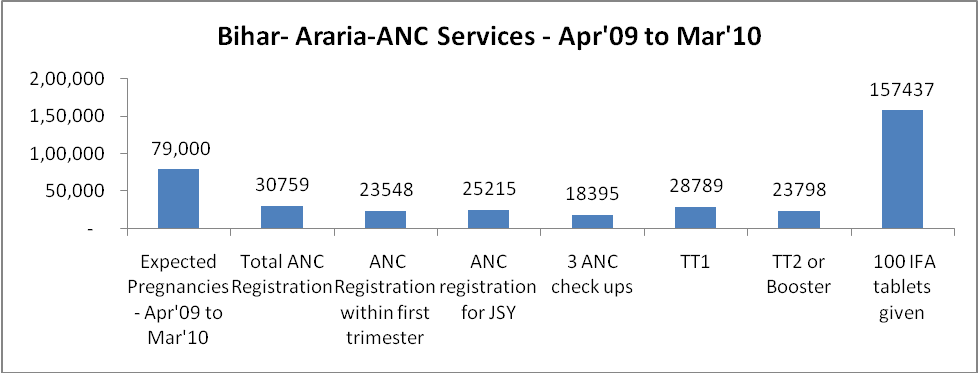 Bihar- Araria-ANC Services - Apr'09 to Mar'10
2,00,000
1,50,000
1,00,000
50,000
-
79,000
30759
23548
25215
18395
28789
23798
157437
Expected
Pregnancies
- Apr'09 to
Mar'10
Total ANC
Registration
ANC
Registration
within first
trimester
ANC
registration
for JSY
3 ANC
check ups
TT1
TT2 or
Booster
100 IFA
tablets
given